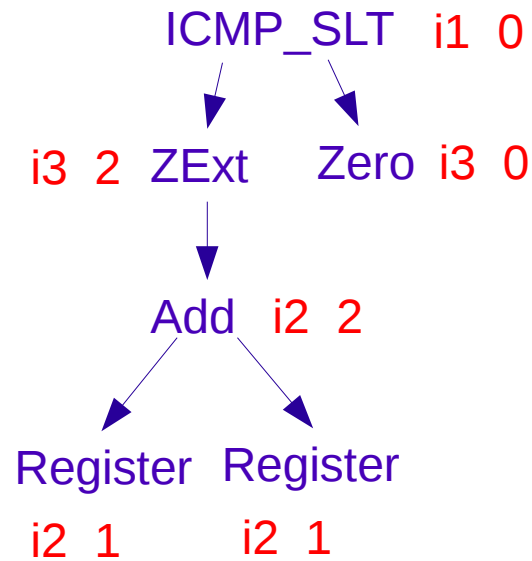 ICMP_SLT i1 0
i3 2 ZExt Zero i3 0
Add i2 2
Register Register
i2 1 i2 1